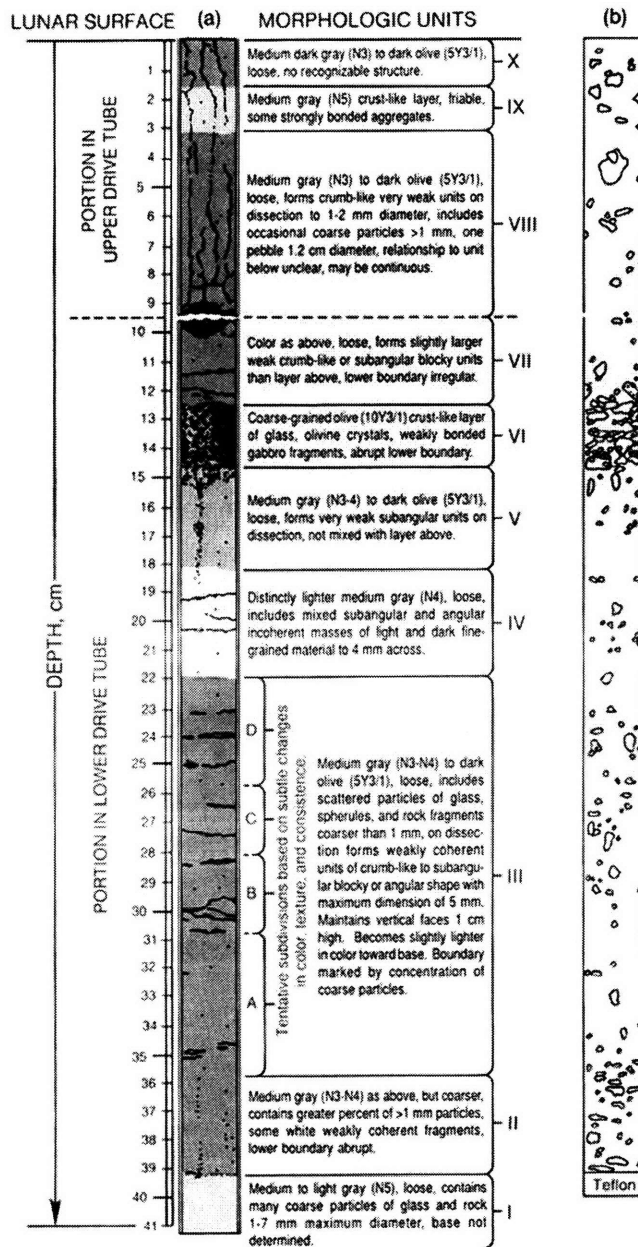 LUNAR SURFACE (a) MORPHOLOGIC UNITS (b)
Medium dark gray (N3) to dark olive (5Y3/1),
loose, no recognizable structure.
X
Medium gray (N5) crust-like layer, friable,
some strongly bonded aggregates.
IX
Medium gray (N3) to dark olive (5Y3/1),
loose, forms crumb-like very weak units on
dissection to 1-2 mm diameter, includes
occasional coarse particles >1 mm, one
pebble 1.2 cm diameter, relationship to unit
below unclear, may be continuous.
VIII
Color as above, loose, forms slightly larger
weak crumb-like or subangular blocky units
than layer above, lower boundary irregular.
VII
Coarse-grained olive (10Y3/1) crust-like layer
of glass, olivine crystals, weakly bonded
gabbro fragments, abrupt lower boundary.
VI
Medium gray (N3-4) to dark olive (5Y3/1),
loose, forms very weak subangular units on
dissection, not mixed with layer above.
V
Distinctly lighter medium gray (N4), loose,
includes mixed subangular and angular
incoherent masses of light and dark fine-
grained material to 4 mm across.
IV
D
C
B
A
Tentative subdivisions based on subtle changes
in color, texture, and consistence.
Medium gray (N3-N4) to dark
olive (5Y3/1), loose, includes
scattered particles of glass,
spherules, and rock fragments
coarser than 1 mm, on dissec-
tion forms weakly coherent
units of crumb-like to subangu-
lar blocky or angular shape with
maximum dimension of 5 mm.
Maintains vertical faces 1 cm
high. Becomes slightly lighter
in color toward base. Boundary
marked by concentration of
coarse particles.
III
Medium gray (N3-N4) as above, but coarser,
contains greater percent of >1 mm particles,
some white weakly coherent fragments,
lower boundary abrupt.
II
Medium to light gray (N5), loose, contains
many coarse particles of glass and rock
1-7 mm maximum diameter, base not
determined.
I
Teflon
DEPTH, cm
PORTION IN
UPPER DRIVE TUBE
PORTION IN LOWER DRIVE TUBE
1
2
3
4
5
6
7
8
9
10
11
12
13
14
15
16
17
18
19
20
21
22
23
24
25
26
27
28
29
30
31
32
33
34
35
36
37
38
39
40
41